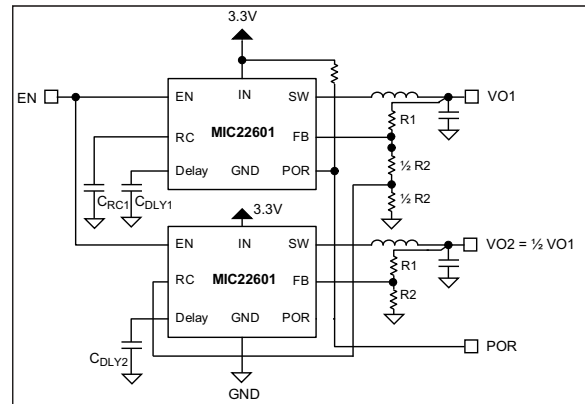 3.3V
EN
EN
IN
SW
VO1
R1
MIC22601
RC
FB
½ R2
Delay
GND
POR
½ R2
CRC1
CDLY1
3.3V
EN
IN
SW
VO2 = ½ VO1
R1
RC
MIC22601
FB
R2
Delay
GND
POR
CDLY2
POR
GND